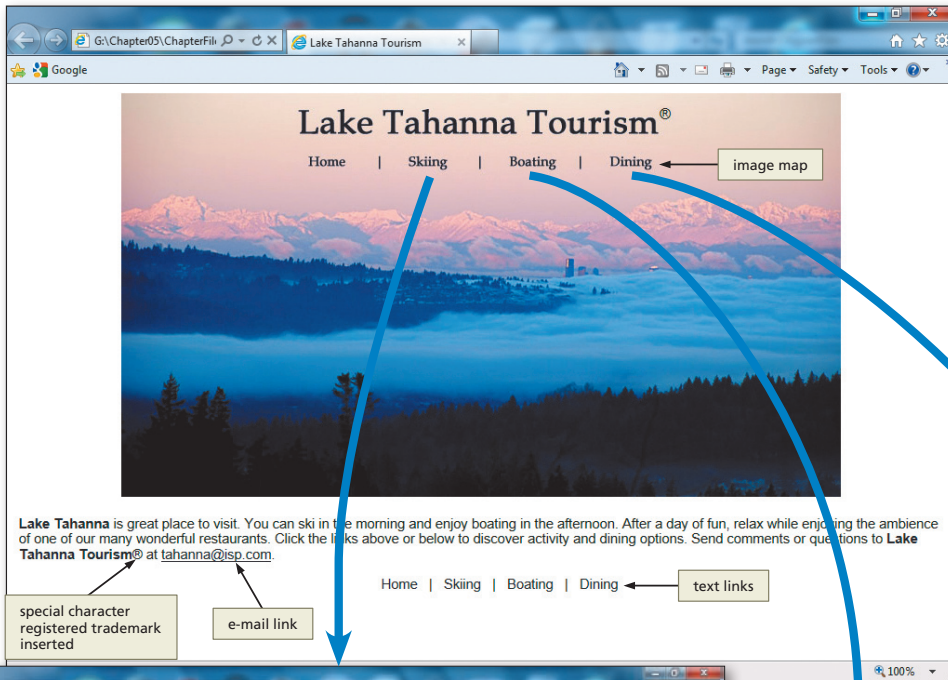 G:\Chapter05\ChapterFil
Lake Tahanna Tourism
Google
Page Safety Tools
Lake Tahanna Tourism®
Home | Skiing | Boating | Dining
image map
Lake Tahanna is great place to visit. You can ski in the morning and enjoy boating in the afternoon. After a day of fun, relax while enjoying the ambience
of one of our many wonderful restaurants. Click the links above or below to discover activity and dining options. Send comments or questions to Lake
Tahanna Tourism® at tahanna@isp.com.
Home | Skiing | Boating | Dining
text links
special character
registered trademark
inserted
e-mail link
100%